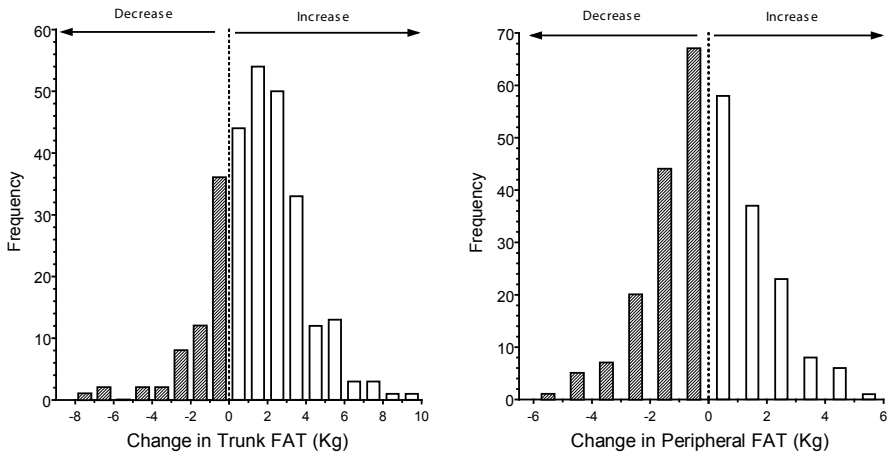 Decrease
Increase
60
50
40
30
20
10
0
Frequency
-8 -6 -4 -2 0 2 4 6 8 10
Change in Trunk FAT (Kg)
Decrease
Increase
70
60
50
40
30
20
10
0
Frequency
-6 -4 -2 0 2 4 6
Change in Peripheral FAT (Kg)